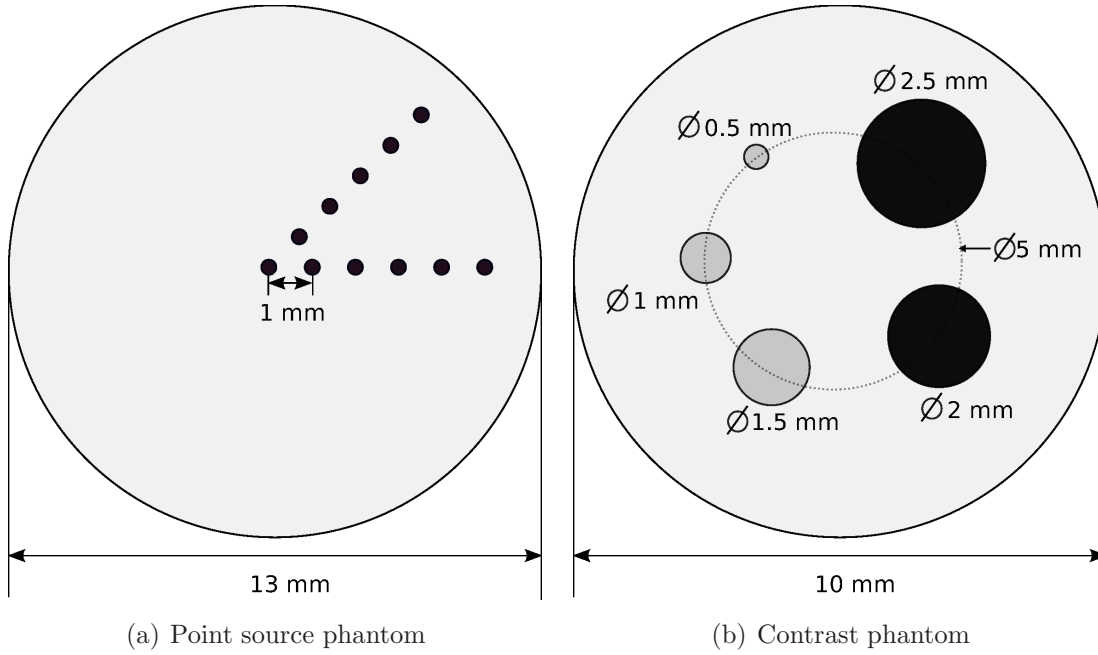 1 mm
13 mm
(a) Point source phantom
∅ 2.5 mm
∅ 0.5 mm
∅5 mm
∅ 1 mm
∅ 1.5 mm
∅ 2 mm
10 mm
(b) Contrast phantom